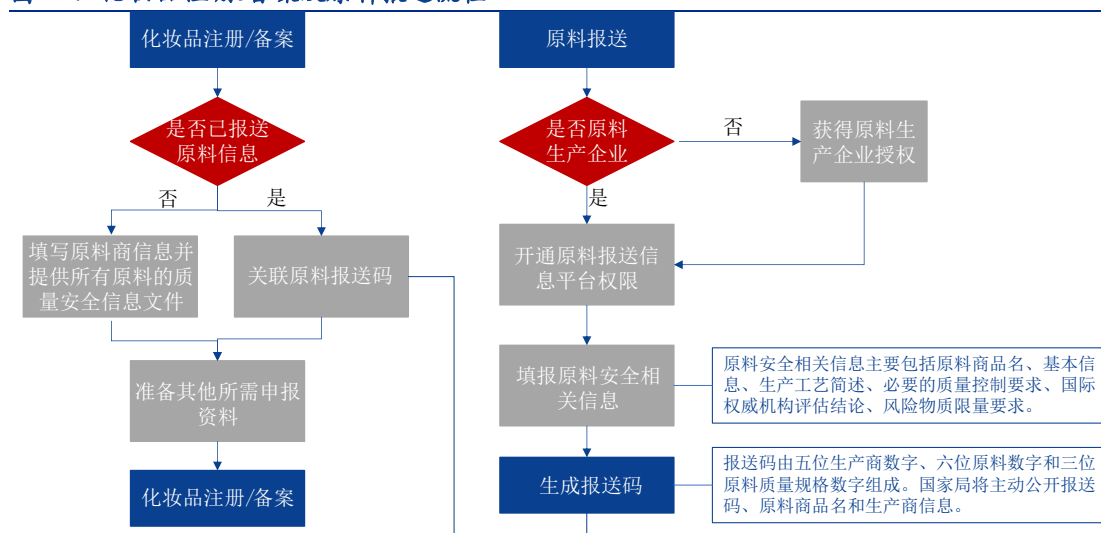 化妆品注册/备案
是否已报送
原料信息
否
是
填写原料商信息并
提供所有原料的质
量安全信息文件
关联原料报送码
准备其他所需申报
资料
化妆品注册/备案
原料报送
是否原料
生产企业
否
获得原料生
产企业授权
是
开通原料报送信
息平台权限
填报原料安全相
关信息
原料安全相关信息主要包括原料商品名、基本信
息、生产工艺简述、必要的质量控制要求、国际
权威机构评估结论、风险物质限量要求。
生成报送码
报送码由五位生产商数字、六位原料数字和三位
原料质量规格数字组成。国家局将主动公开报送
码、原料商品名和生产商信息。